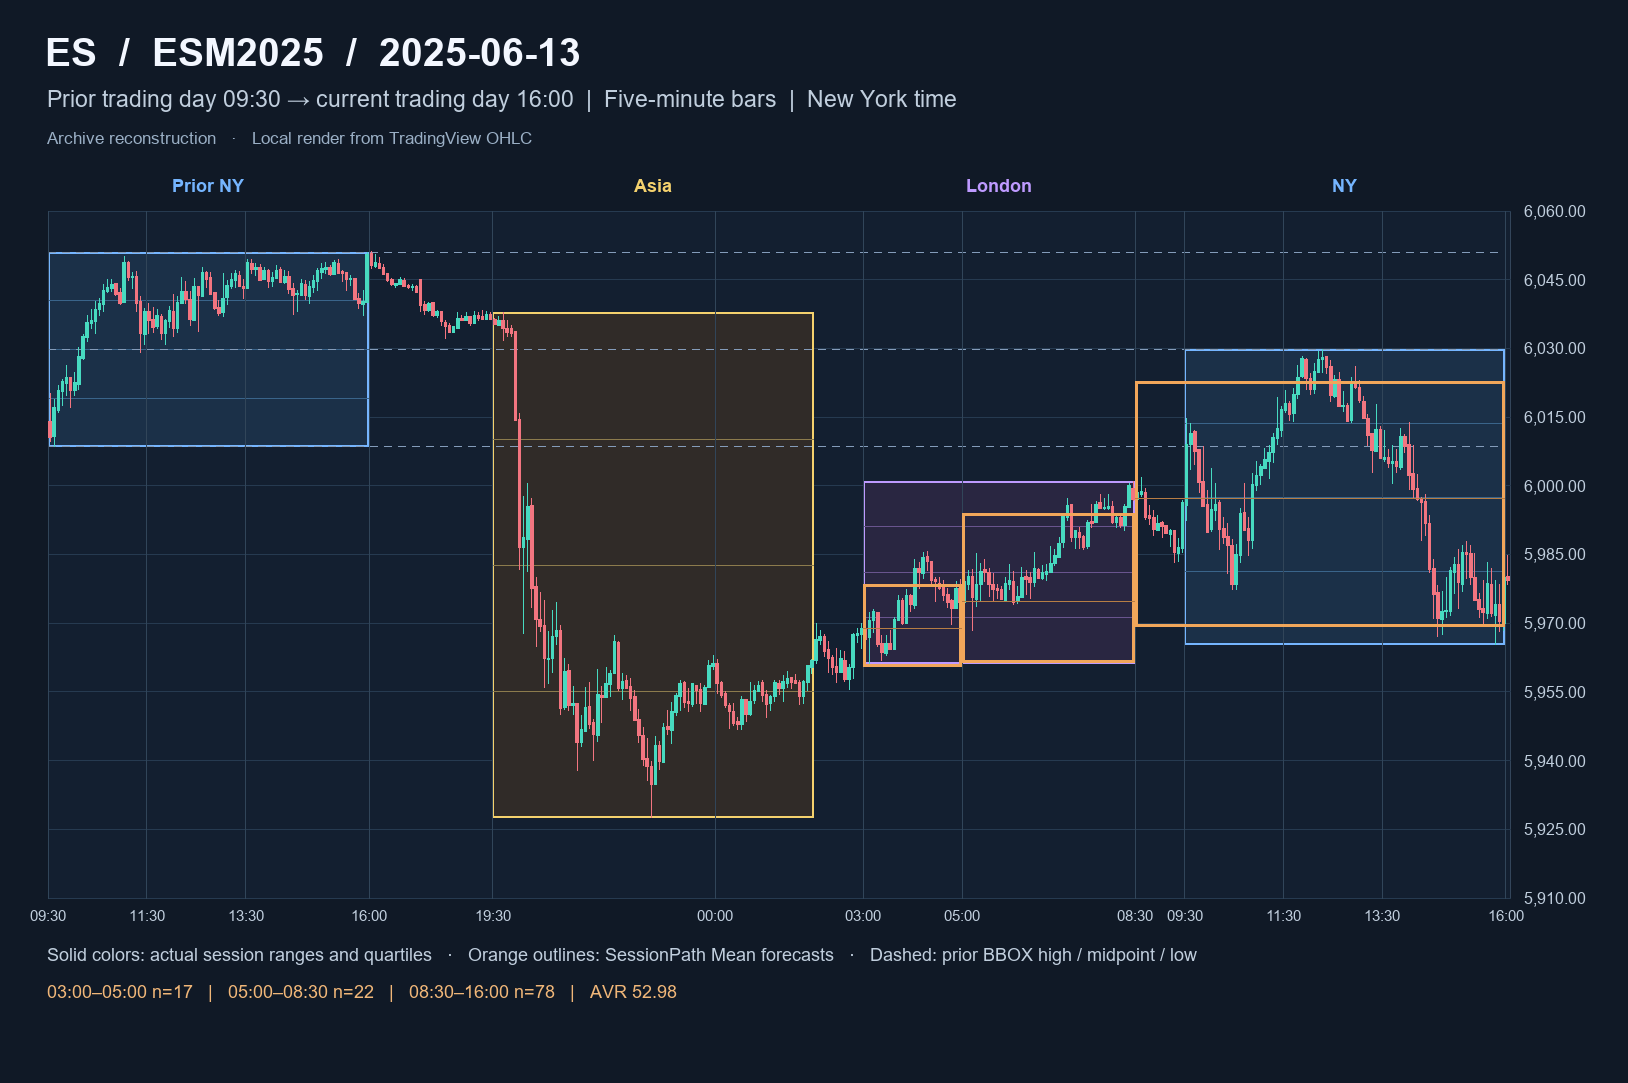 ES / ESM2025 / 2025-06-13
Prior trading day 09:30 → current trading day 16:00 | Five-minute bars | New York time
Archive reconstruction · Local render from TradingView OHLC
Prior NY Asia London NY
6,060.00
6,045.00
6,030.00
6,015.00
6,000.00
5,985.00
5,970.00
5,955.00
5,940.00
5,925.00
5,910.00
09:30 11:30 13:30 16:00 19:30 00:00 03:00 05:00 08:30 09:30 11:30 13:30 16:00
Solid colors: actual session ranges and quartiles · Orange outlines: SessionPath Mean forecasts · Dashed: prior BBOX high / midpoint / low
03:00–05:00 n=17 | 05:00–08:30 n=22 | 08:30–16:00 n=78 | AVR 52.98